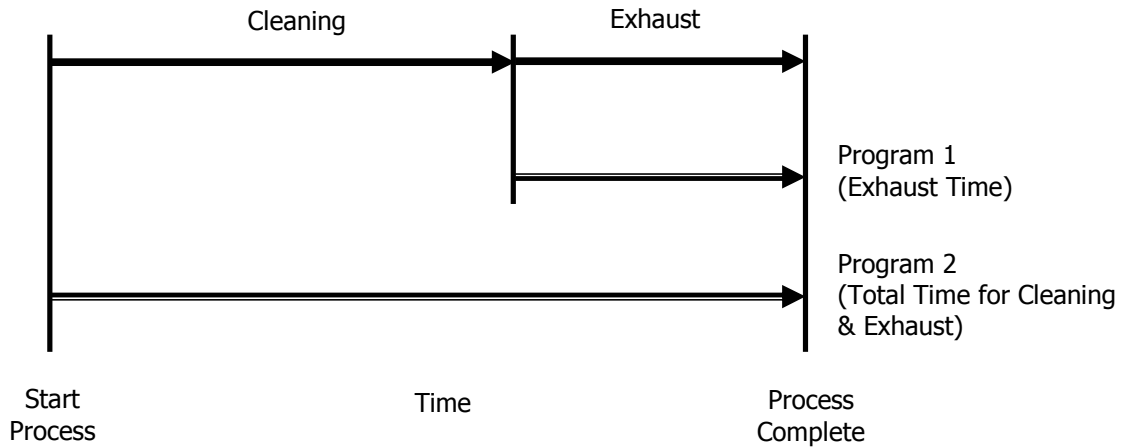 Cleaning
Exhaust
Program 1
(Exhaust Time)
Program 2
(Total Time for Cleaning
& Exhaust)
Start
Process
Time
Process
Complete